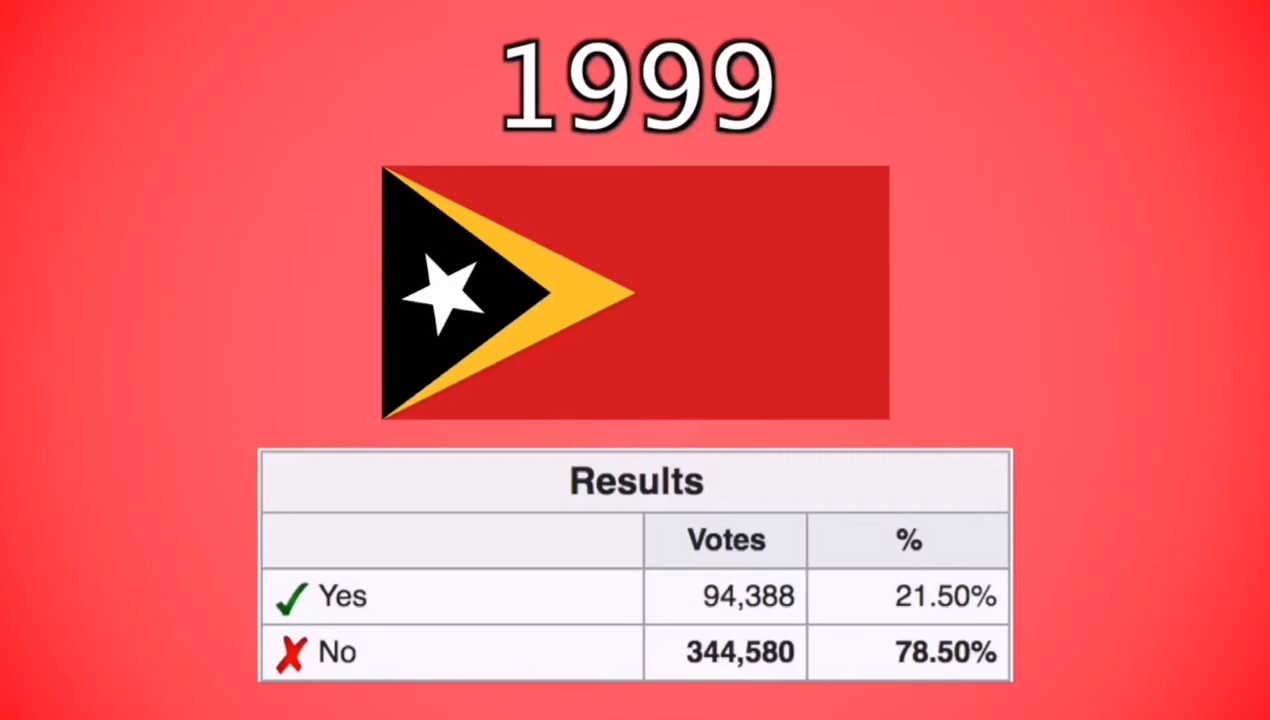 1999
Results
Votes %
Yes 94,388 21.50%
No 344,580 78.50%